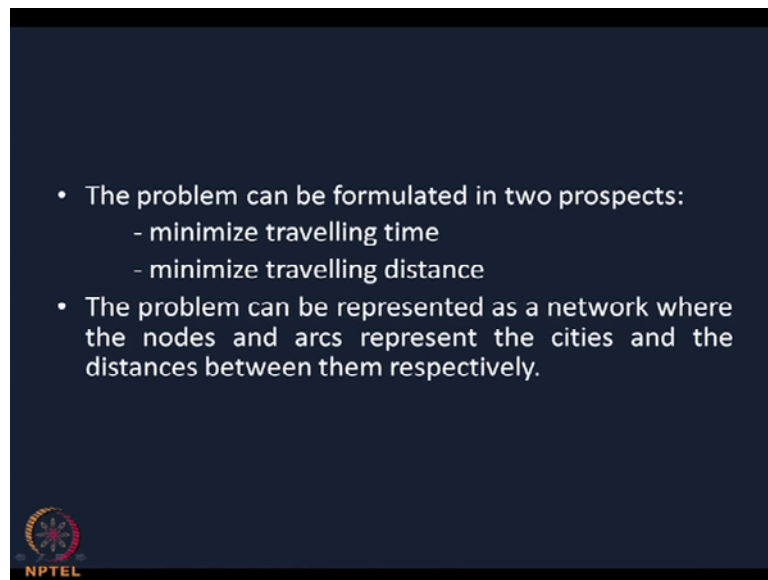 • The problem can be formulated in two prospects:
- minimize travelling time
- minimize travelling distance
• The problem can be represented as a network where
the nodes and arcs represent the cities and the
distances between them respectively.
NPTEL